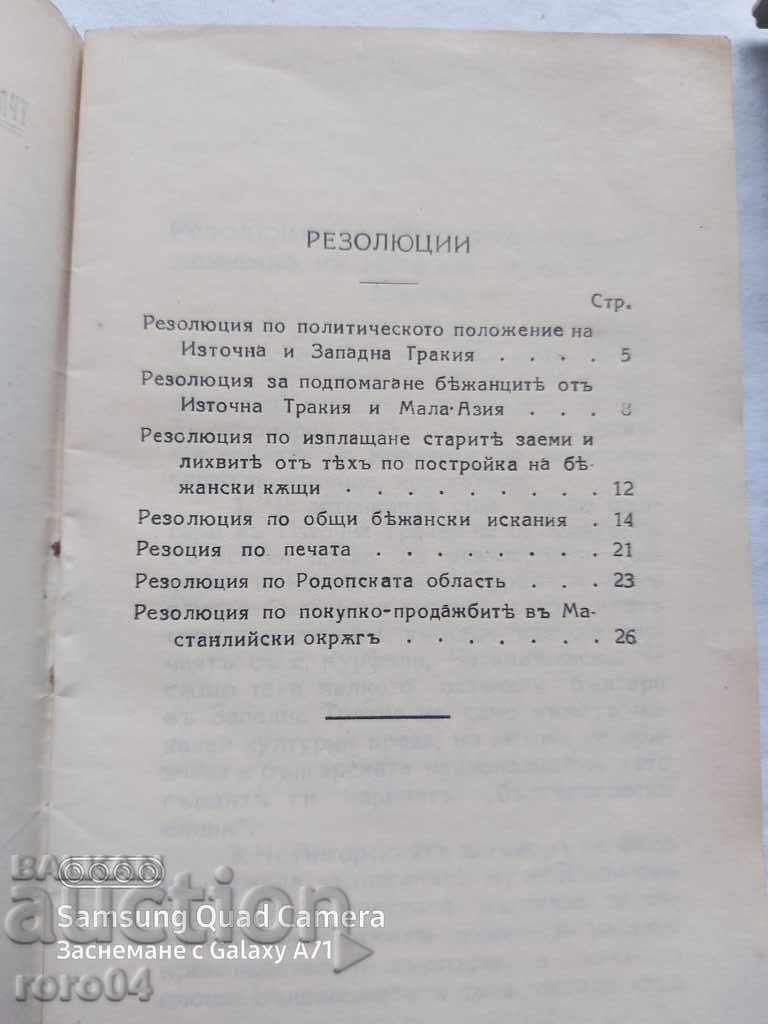 РЕЗОЛЮЦИИ
Стр.
Резолюция по политическото положение на
Източна и Западна Тракия . . . . 5
Резолюция за подпомагане бѣжанцитѣ отъ
Източна Тракия и Мала-Азия . . . 8
Резолюция по изплащане старитѣ заеми и
лихвитѣ отъ тѣхъ по постройка на бѣ-
жански кѫщи . . . . . . . . . 12
Резолюция по общи бѣжански искания . 14
Резоция по печата . . . . . . . . 21
Резолюция по Родопската область . . . 23
Резолюция по покупко-продажбитѣ въ Ма-
станлийски окрѫгъ . . . . . . . 26
БАЛКАН
auction
Samsung Quad Camera
Заснемане с Galaxy A71
roro04